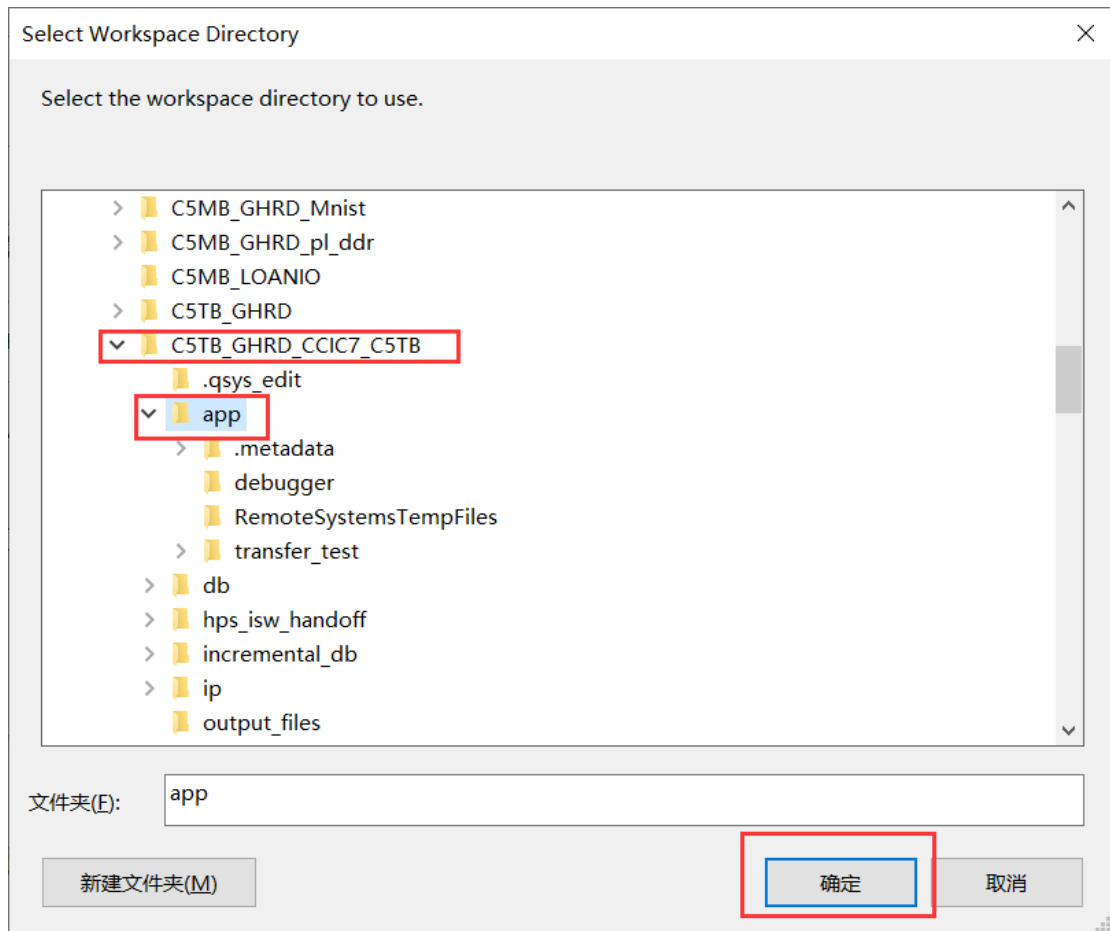 Select Workspace Directory
Select the workspace directory to use.
C5MB_GHRD_Mnist
C5MB_GHRD_pl_ddr
C5MB_LOANIO
C5TB_GHRD
C5TB_GHRD_CCIC7_C5TB
.qsys_edit
app
.metadata
debugger
RemoteSystemsTempFiles
transfer_test
db
hps_isw_handoff
incremental_db
ip
output_files
文件夹(F): app
新建文件夹(M) 确定 取消